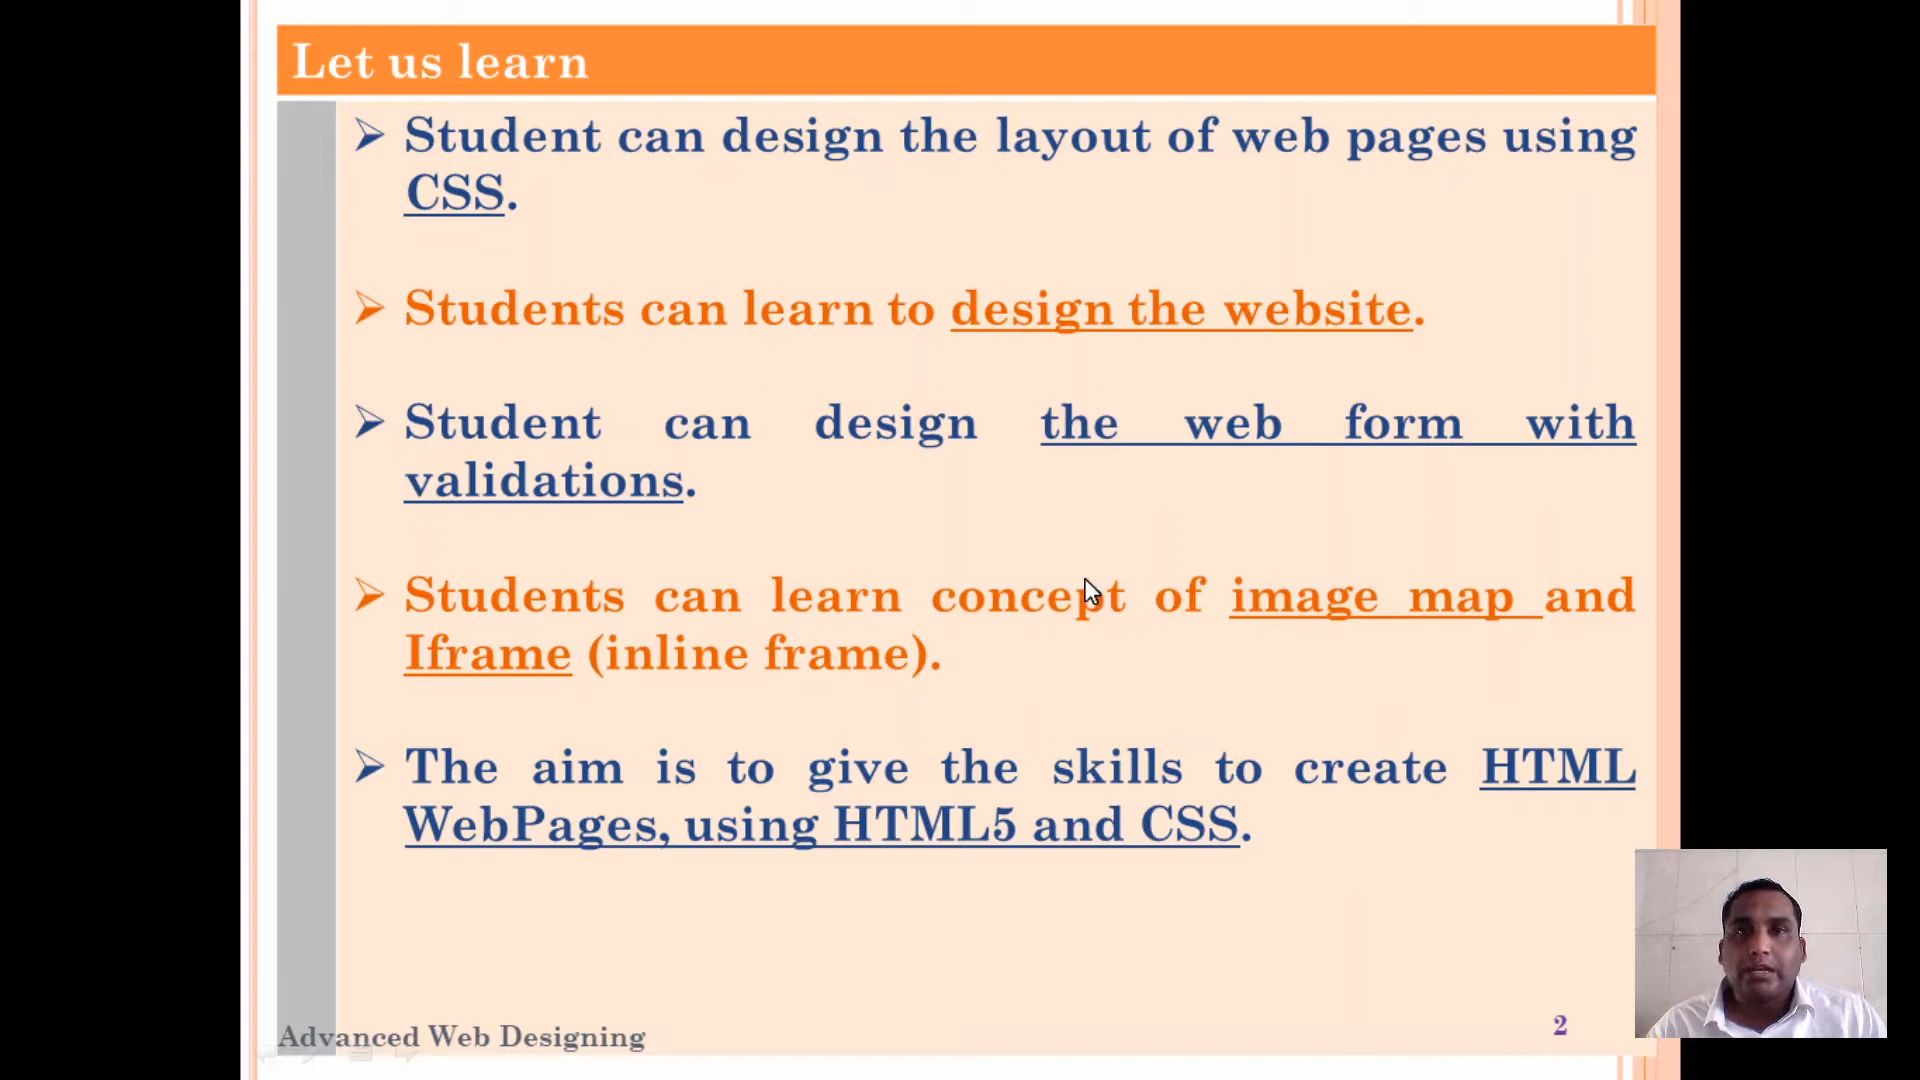 Let us learn
Student can design the layout of web pages using
CSS.
Students can learn to design the website.
Student can design the web form with
validations.
Students can learn concept of image map and
Iframe (inline frame).
The aim is to give the skills to create HTML
WebPages, using HTML5 and CSS.
Advanced Web Designing
2